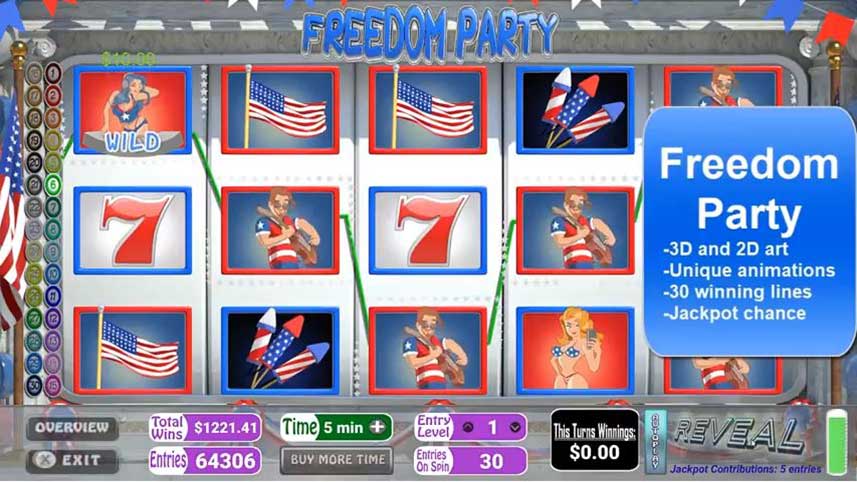 FREEDOM PARTY
$10.00
WILD
6
Freedom
Party
-3D and 2D art
-Unique animations
-30 winning lines
-Jackpot chance
OVERVIEW
EXIT
Total Wins $1221.41
Entries 64306
Time 5 min +
BUY MORE TIME
Entry Level 1
Entries On Spin 30
This Turns Winnings:
$0.00
AUTOPLAY
REVEAL
Jackpot Contributions: 5 entries